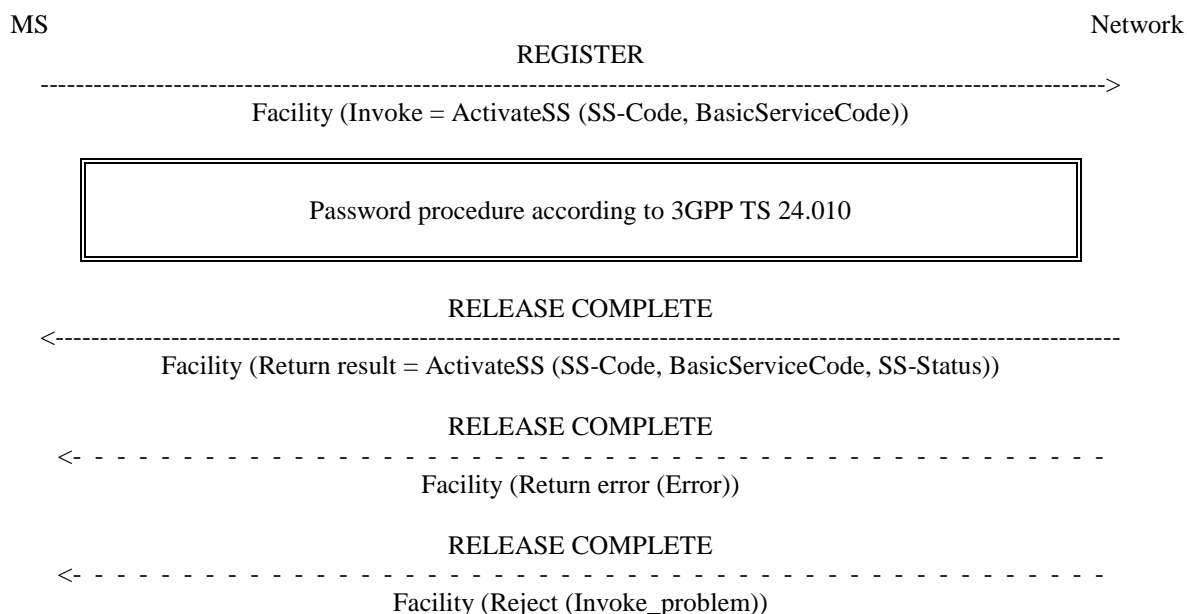 MS Network
REGISTER
Facility (Invoke = ActivateSS (SS-Code, BasicServiceCode))
Password procedure according to 3GPP TS 24.010
RELEASE COMPLETE
Facility (Return result = ActivateSS (SS-Code, BasicServiceCode, SS-Status))
RELEASE COMPLETE
Facility (Return error (Error))
RELEASE COMPLETE
Facility (Reject (Invoke_problem))